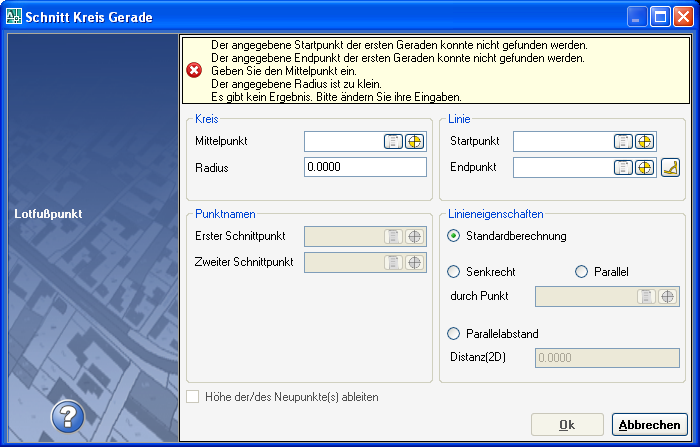 Schnitt Kreis Gerade
Der angegebene Startpunkt der ersten Geraden konnte nicht gefunden werden.
Der angegebene Endpunkt der ersten Geraden konnte nicht gefunden werden.
Geben Sie den Mittelpunkt ein.
Der angegebene Radius ist zu klein.
Es gibt kein Ergebnis. Bitte ändern Sie ihre Eingaben.
Lotfußpunkt
Kreis
Mittelpunkt
Radius 0.0000
Linie
Startpunkt
Endpunkt
Punktnamen
Erster Schnittpunkt
Zweiter Schnittpunkt
Linieneigenschaften
Standardberechnung
Senkrecht Parallel
durch Punkt
Parallelabstand
Distanz(2D) 0.0000
Höhe der/des Neupunkte(s) ableiten
?
Ok Abbrechen